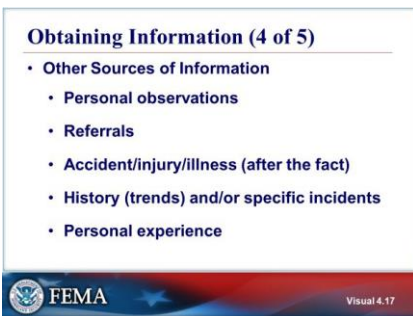 Obtaining Information (4 of 5)
• Other Sources of Information
• Personal observations
• Referrals
• Accident/injury/illness (after the fact)
• History (trends) and/or specific incidents
• Personal experience
FEMA
Visual 4.17